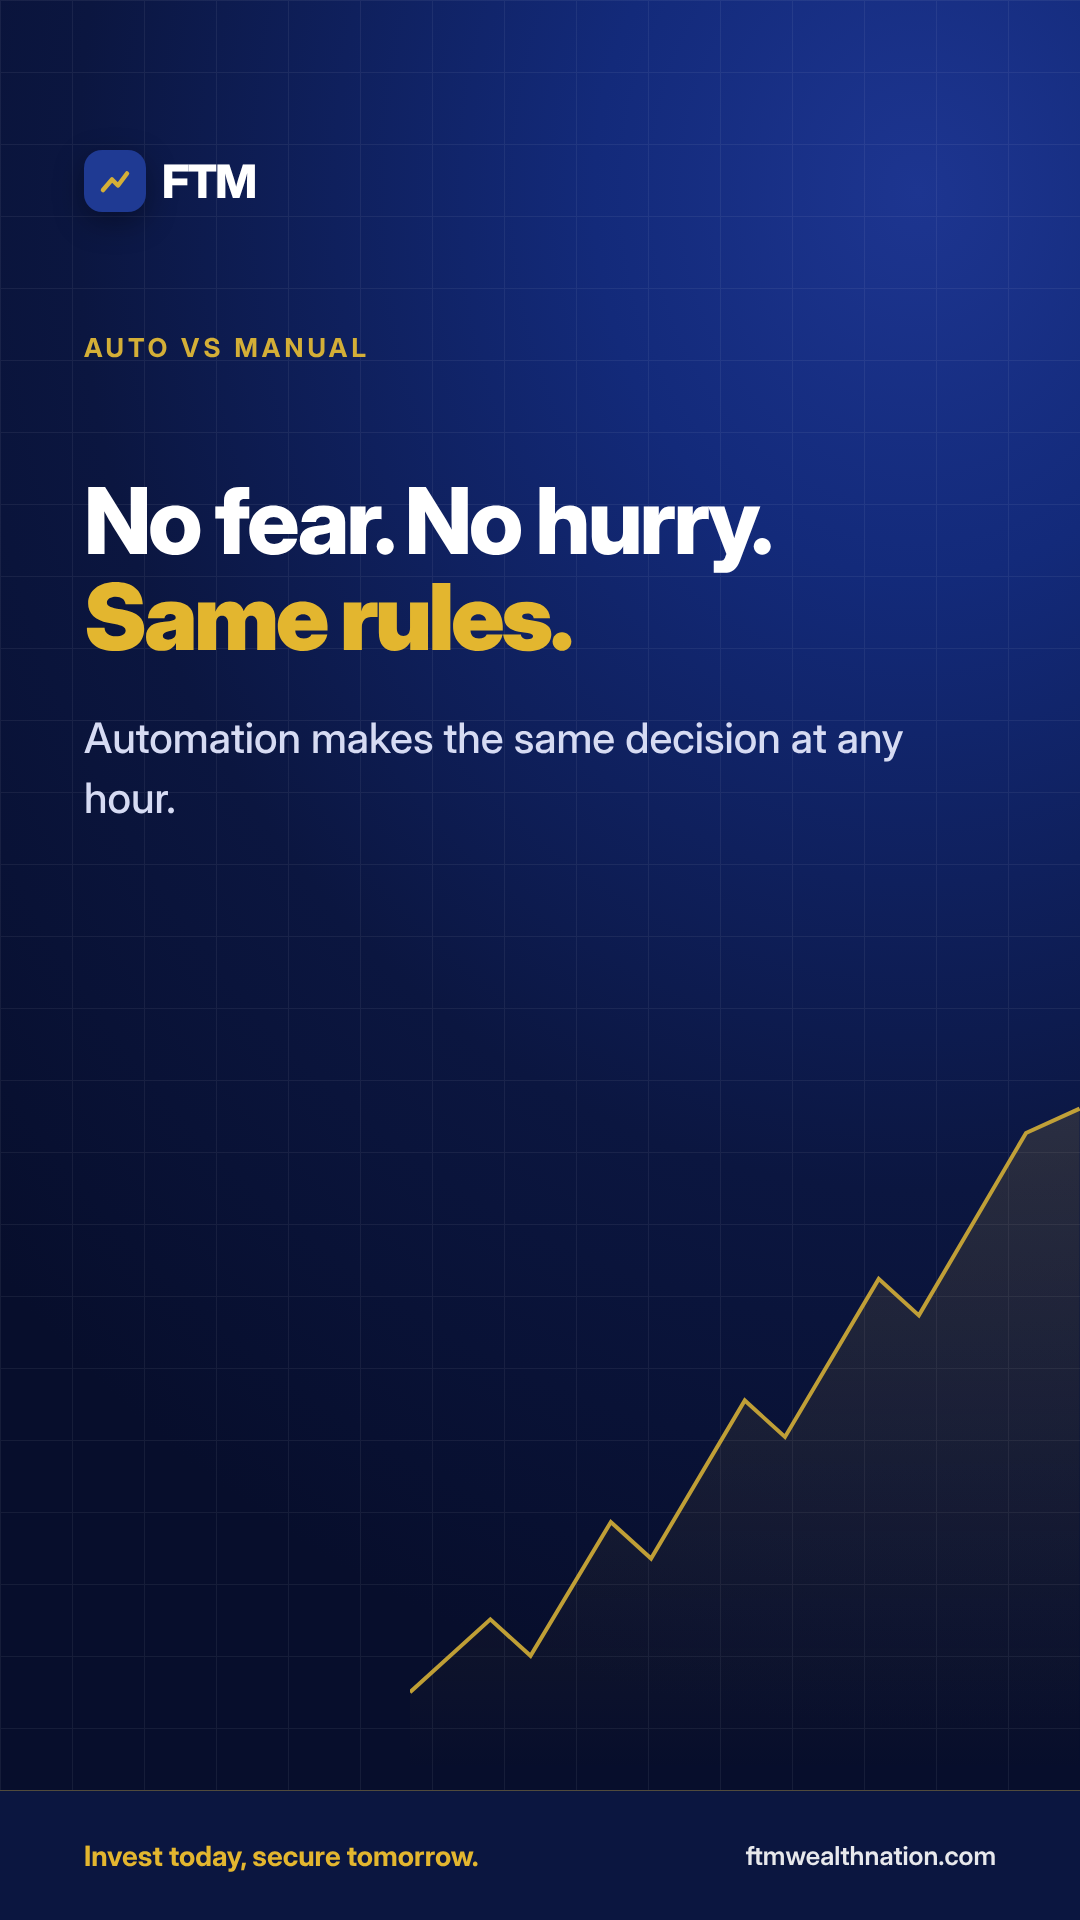 FTM
AUTO VS MANUAL
No fear. No hurry.
Same rules.
Automation makes the same decision at any
hour.
Invest today, secure tomorrow.
ftmwealthnation.com